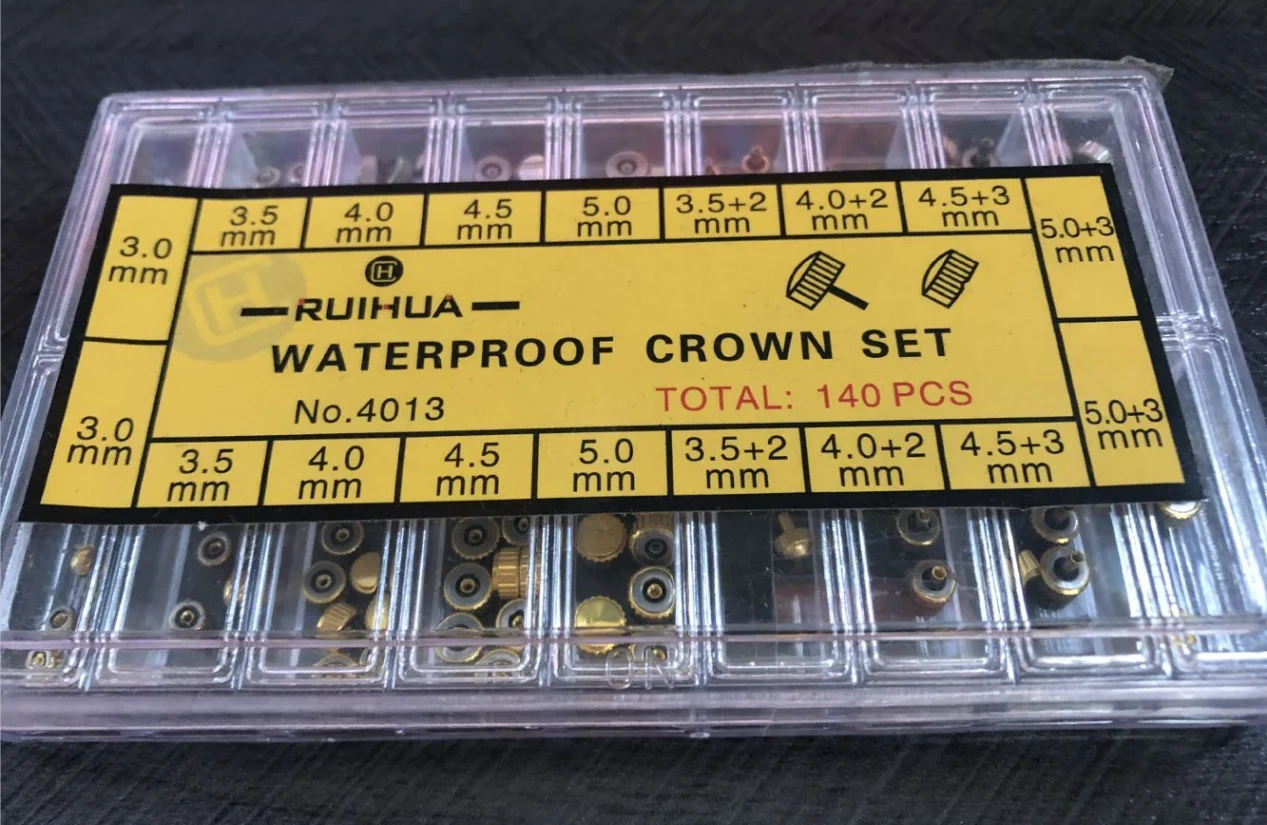 3.0 mm
3.5 mm
4.0 mm
4.5 mm
5.0 mm
3.5+2 mm
4.0+2 mm
4.5+3 mm
5.0+3 mm
H
RUIHUA
WATERPROOF CROWN SET
No.4013
TOTAL: 140 PCS
3.0 mm
3.5 mm
4.0 mm
4.5 mm
5.0 mm
3.5+2 mm
4.0+2 mm
4.5+3 mm
5.0+3 mm